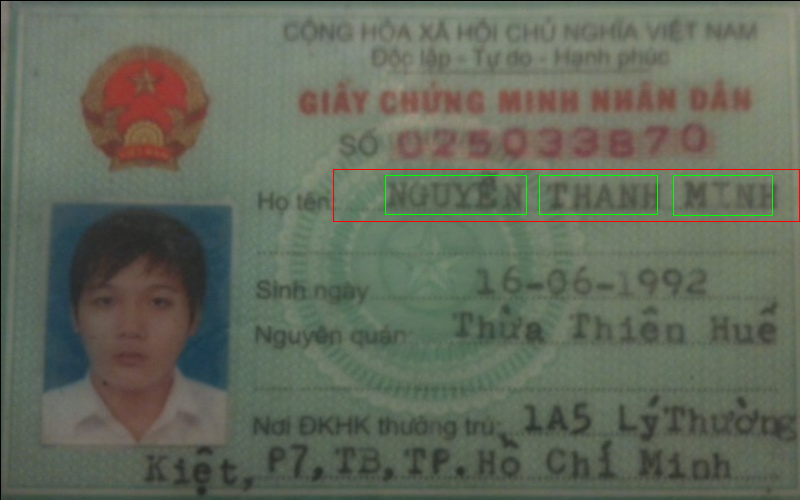 CỘNG HÒA XÃ HỘI CHỦ NGHĨA VIỆT NAM
Độc lập - Tự do - Hạnh phúc
GIẤY CHỨNG MINH NHÂN DÂN
SỐ 025033870
Họ tên NGUYỄN THANH MINH
Sinh ngày 16-06-1992
Nguyên quán: Thừa Thiên Huế
Nơi ĐKHK thường trú: 1A5 Lý Thường
Kiệt, P7, TB, TP. Hồ Chí Minh